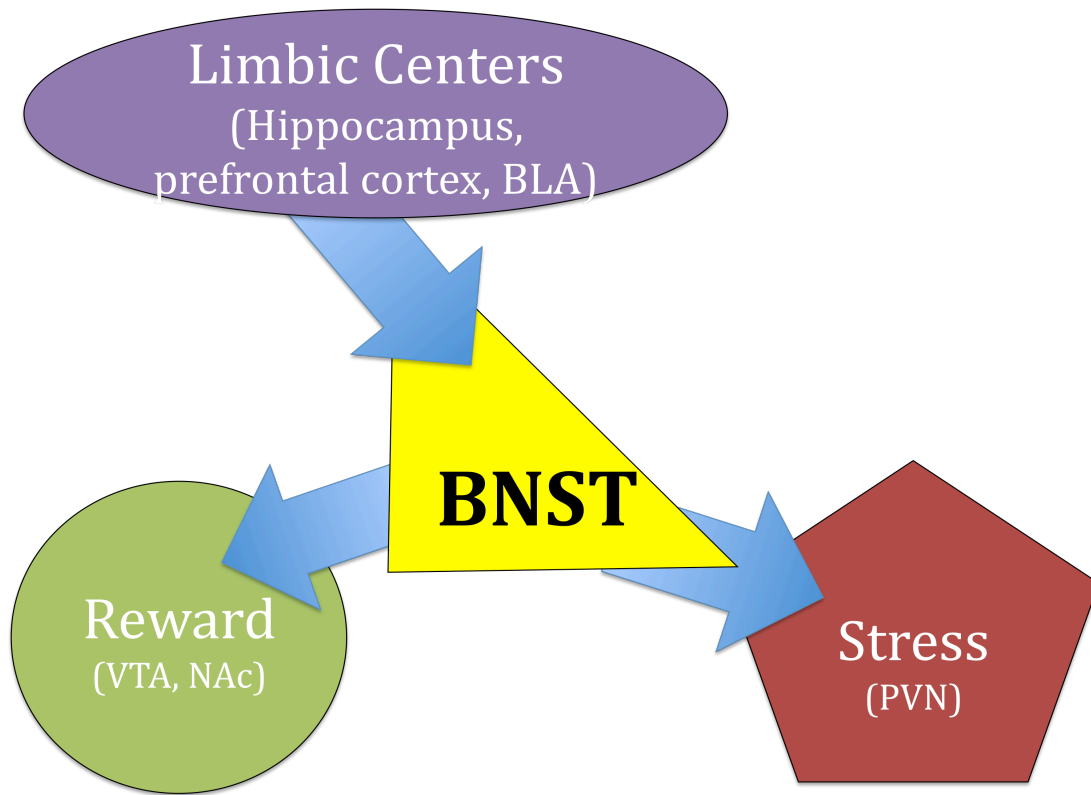 Limbic Centers
(Hippocampus,
prefrontal cortex, BLA)
BNST
Reward
(VTA, NAc)
Stress
(PVN)